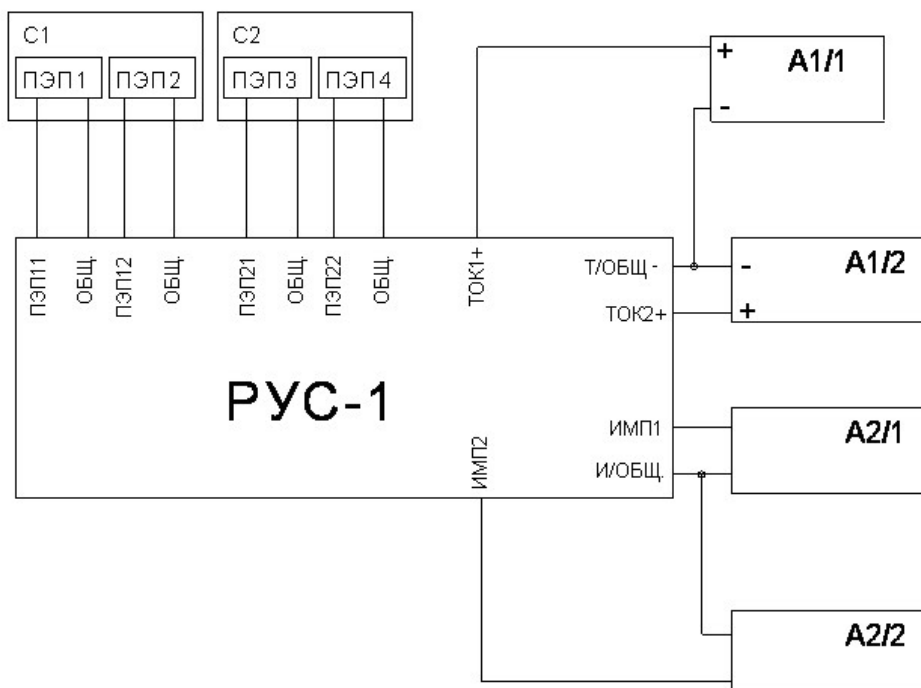 С1
С2
ПЭП1
ПЭП2
ПЭП3
ПЭП4
+
А1/1
-
ПЭП11
ОБЩ.
ПЭП12
ОБЩ.
ПЭП21
ОБЩ.
ПЭП22
ОБЩ.
ТОК1+
Т/ОБЩ -
-
А1/2
ТОК2+
+
РУС-1
ИМП1
А2/1
И/ОБЩ.
ИМП2
А2/2